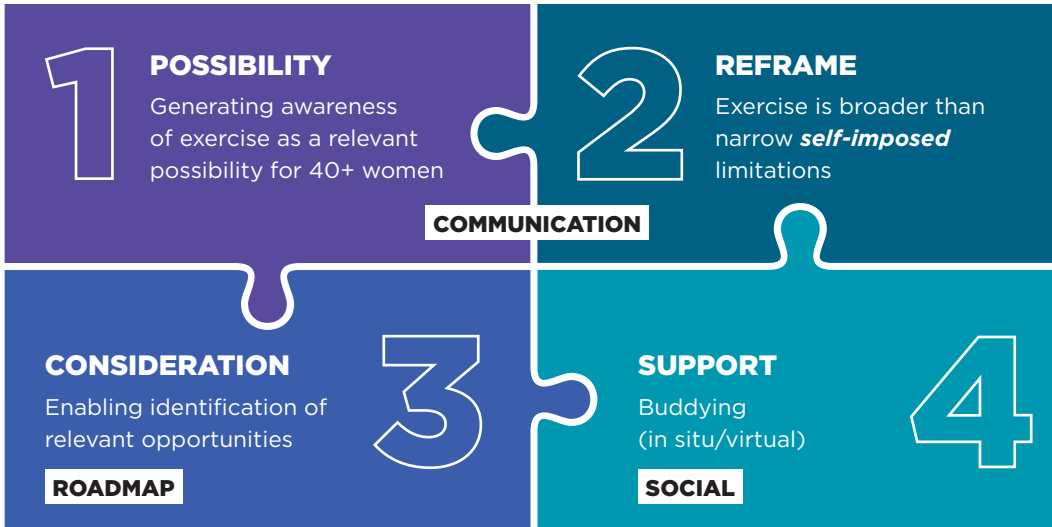 1
POSSIBILITY
Generating awareness
of exercise as a relevant
possibility for 40+ women
2
REFRAME
Exercise is broader than
narrow self-imposed
limitations
COMMUNICATION
3
CONSIDERATION
Enabling identification of
relevant opportunities
ROADMAP
4
SUPPORT
Buddying
(in situ/virtual)
SOCIAL